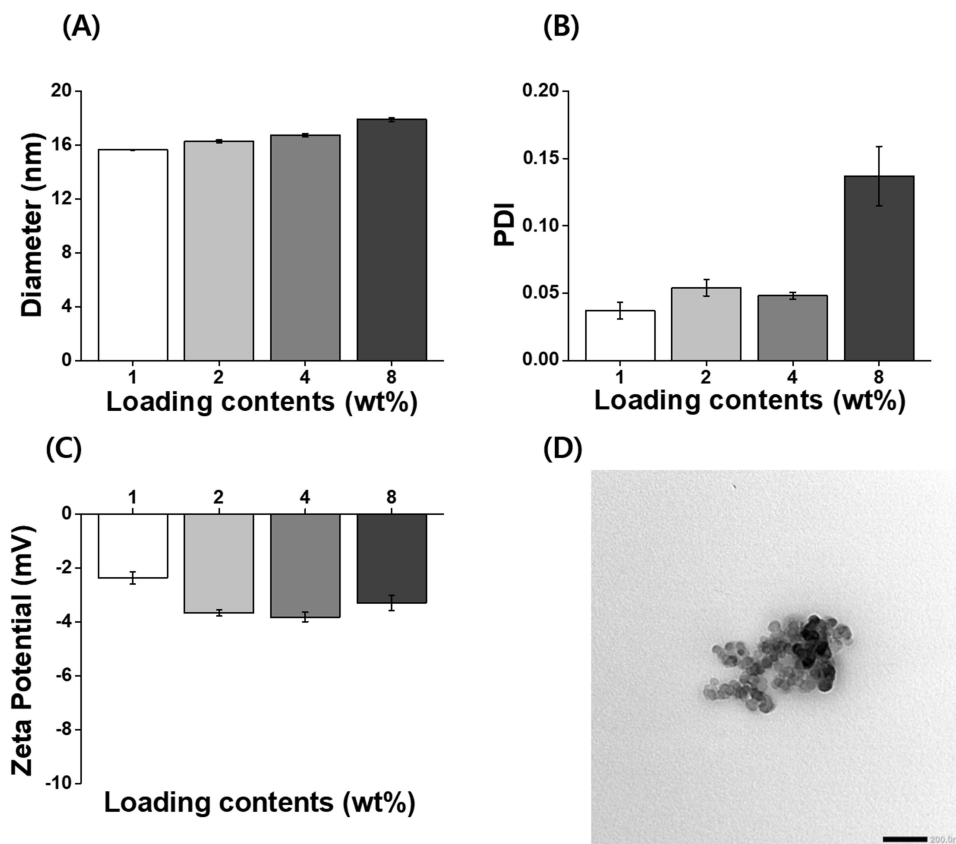 (A)
Diameter (nm)
20
16
12
8
4
0
1 2 4 8
Loading contents (wt%)
(B)
PDI
0.20
0.15
0.10
0.05
0.00
1 2 4 8
Loading contents (wt%)
(C)
Zeta Potential (mV)
1 2 4 8
0
-2
-4
-6
-8
-10
Loading contents (wt%)
(D)
200.0n